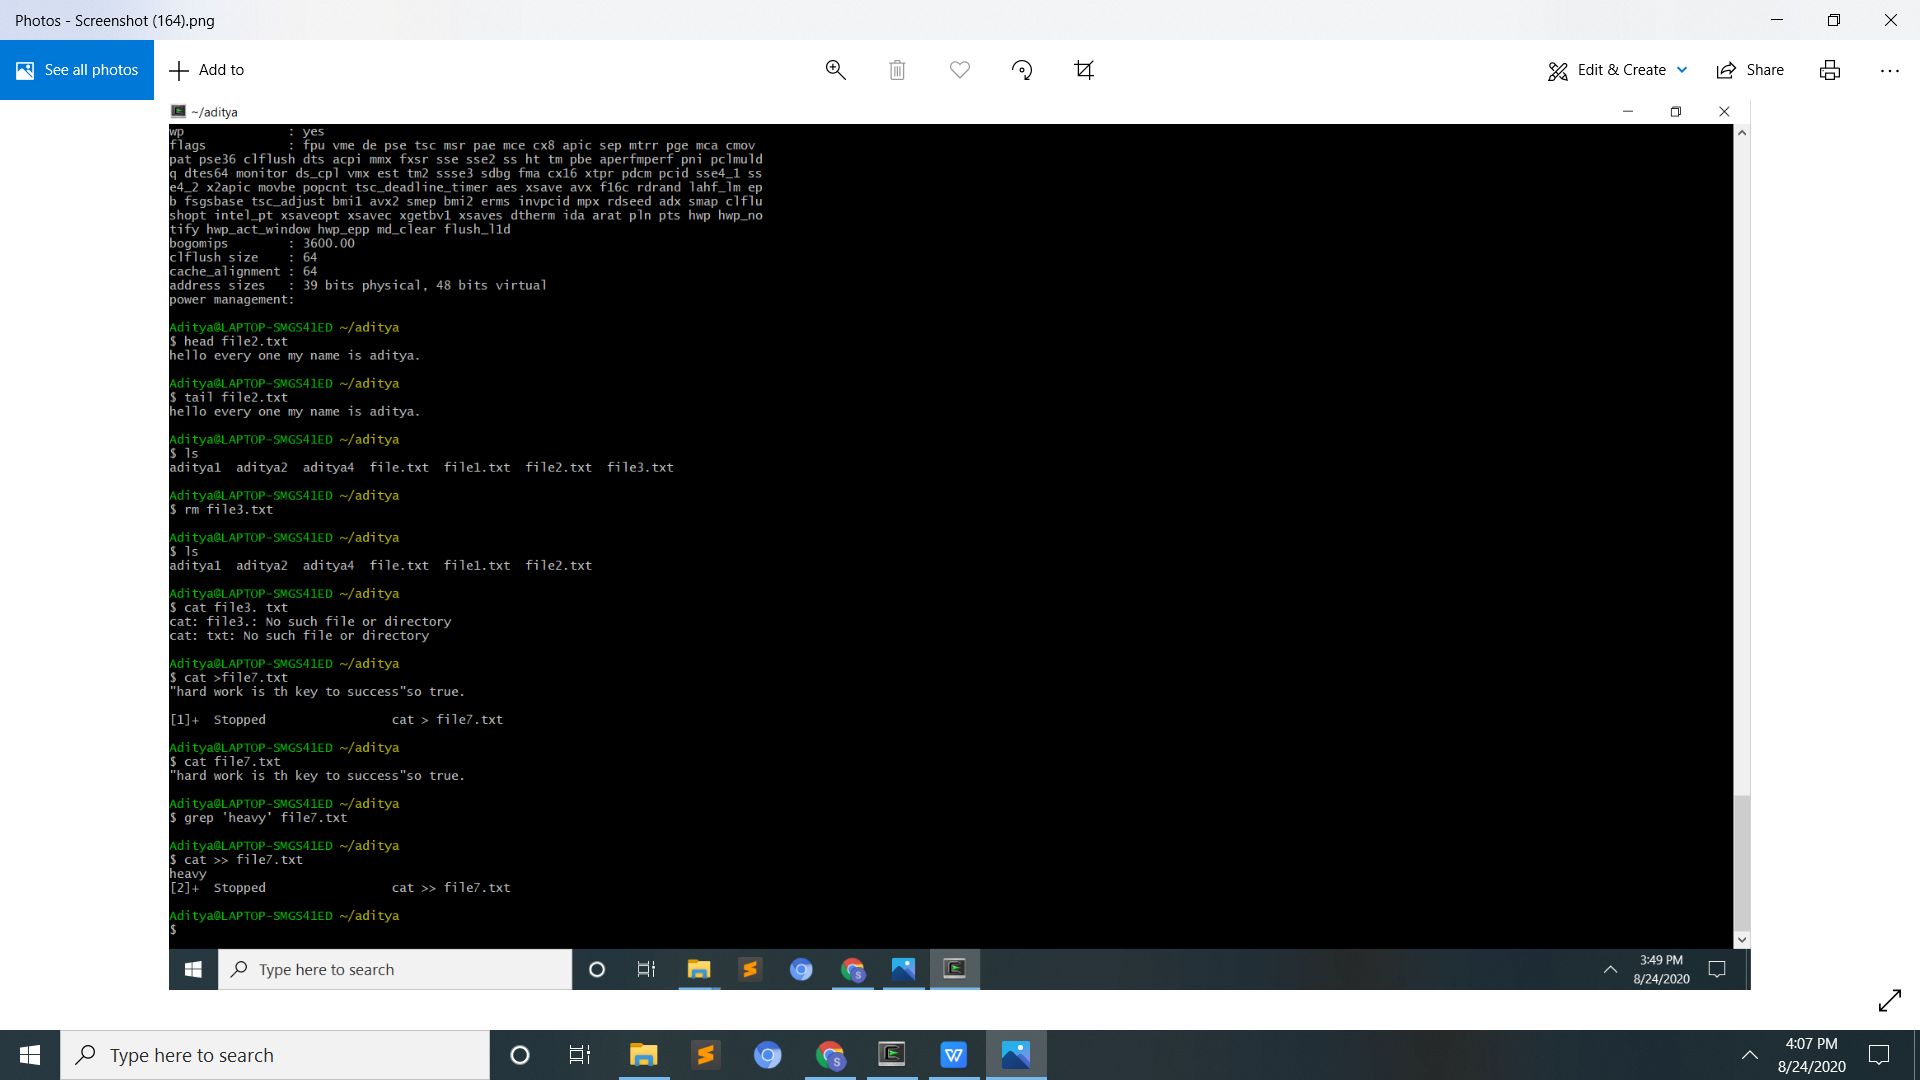 Photos - Screenshot (164).png
See all photos
Add to
Edit & Create
Share
~/aditya
wp : yes
flags : fpu vme de pse tsc msr pae mce cx8 apic sep mtrr pge mca cmov
pat pse36 clflush dts acpi mmx fxsr sse sse2 ss ht tm pbe aperfmperf pni pclmuld
q dtes64 monitor ds_cpl vmx est tm2 ssse3 sdbg fma cx16 xtpr pdcm pcid sse4_1 ss
e4_2 x2apic movbe popcnt tsc_deadline_timer aes xsave avx f16c rdrand lahf_lm ep
b fsgsbase tsc_adjust bmi1 avx2 smep bmi2 erms invpcid mpx rdseed adx smap clflu
shopt intel_pt xsaveopt xsavec xgetbv1 xsaves dtherm ida arat pln pts hwp hwp_no
tify hwp_act_window hwp_epp md_clear flush_l1d
bogomips : 3600.00
clflush size : 64
cache_alignment : 64
address sizes : 39 bits physical, 48 bits virtual
power management:
Aditya@LAPTOP-SMGS41ED ~/aditya
$ head file2.txt
hello every one my name is aditya.
Aditya@LAPTOP-SMGS41ED ~/aditya
$ tail file2.txt
hello every one my name is aditya.
Aditya@LAPTOP-SMGS41ED ~/aditya
$ ls
aditya1 aditya2 aditya4 file.txt file1.txt file2.txt file3.txt
Aditya@LAPTOP-SMGS41ED ~/aditya
$ rm file3.txt
Aditya@LAPTOP-SMGS41ED ~/aditya
$ ls
aditya1 aditya2 aditya4 file.txt file1.txt file2.txt
Aditya@LAPTOP-SMGS41ED ~/aditya
$ cat file3. txt
cat: file3.: No such file or directory
cat: txt: No such file or directory
Aditya@LAPTOP-SMGS41ED ~/aditya
$ cat >file7.txt
"hard work is th key to success"so true.
[1]+ Stopped cat > file7.txt
Aditya@LAPTOP-SMGS41ED ~/aditya
$ cat file7.txt
"hard work is th key to success"so true.
Aditya@LAPTOP-SMGS41ED ~/aditya
$ grep 'heavy' file7.txt
Aditya@LAPTOP-SMGS41ED ~/aditya
$ cat >> file7.txt
heavy
[2]+ Stopped cat >> file7.txt
Aditya@LAPTOP-SMGS41ED ~/aditya
$
Type here to search
3:49 PM
8/24/2020
Type here to search
4:07 PM
8/24/2020